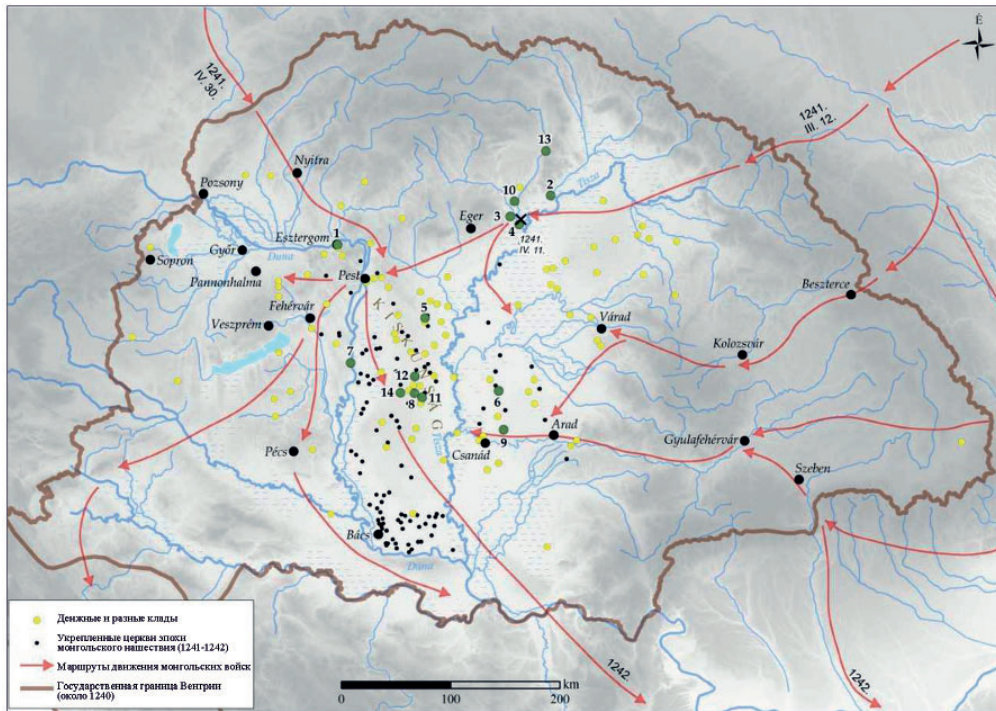 É
1241.
IV. 30.
1241.
III. 12.
13
Nyitra
Pozsony
10
2
Tisza
3
Eger
4
1241.
IV. 11.
Esztergom
1
Győr
Duna
Sopron
Pannonhalma
Pest
Beszterce
Fehérvár
Veszprém
KISKUNSÁG
5
Várad
Kolozsvár
7
12
14
8
11
6
Tisza
9
Arad
Csanád
Gyulafehérvár
Pécs
Szeben
Bács
Duna
1242.
1242.
Денжные и разные клады
Укрепленные церкви эпохи
монгольского нашествия (1241-1242)
Маршруты движения монгольских войск
Государственная граница Венгрии
(около 1240)
km
0
100
200